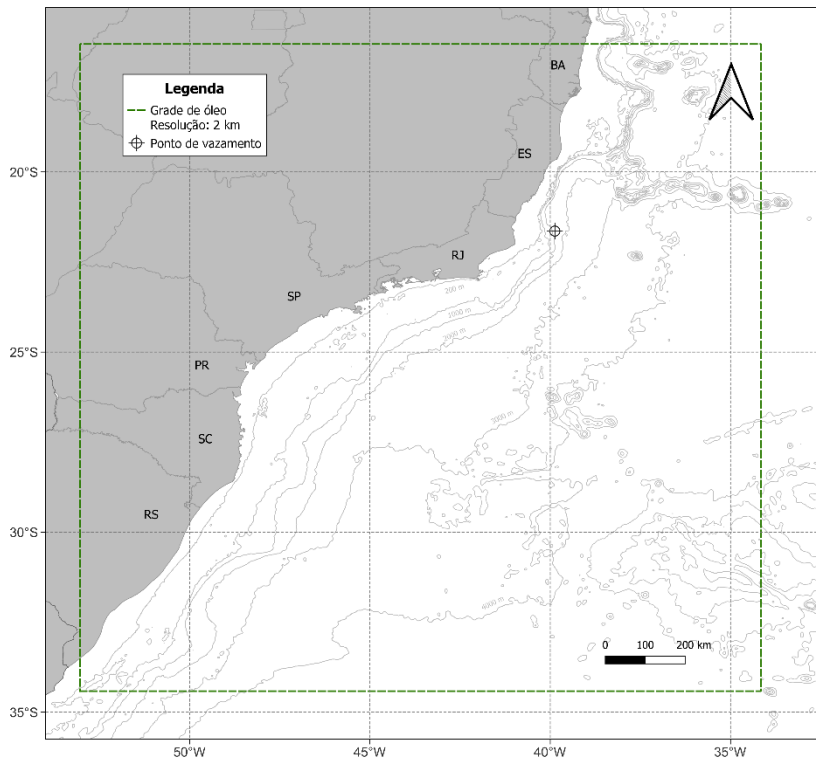 BA
Legenda
Grade de óleo
Resolução: 2 km
Ponto de vazamento
ES
20°S
RJ
200 m
SP
1000 m
2000 m
25°S
PR
3000 m
SC
RS
30°S
4000 m
0 100 200 km
35°S
50°W 45°W 40°W 35°W